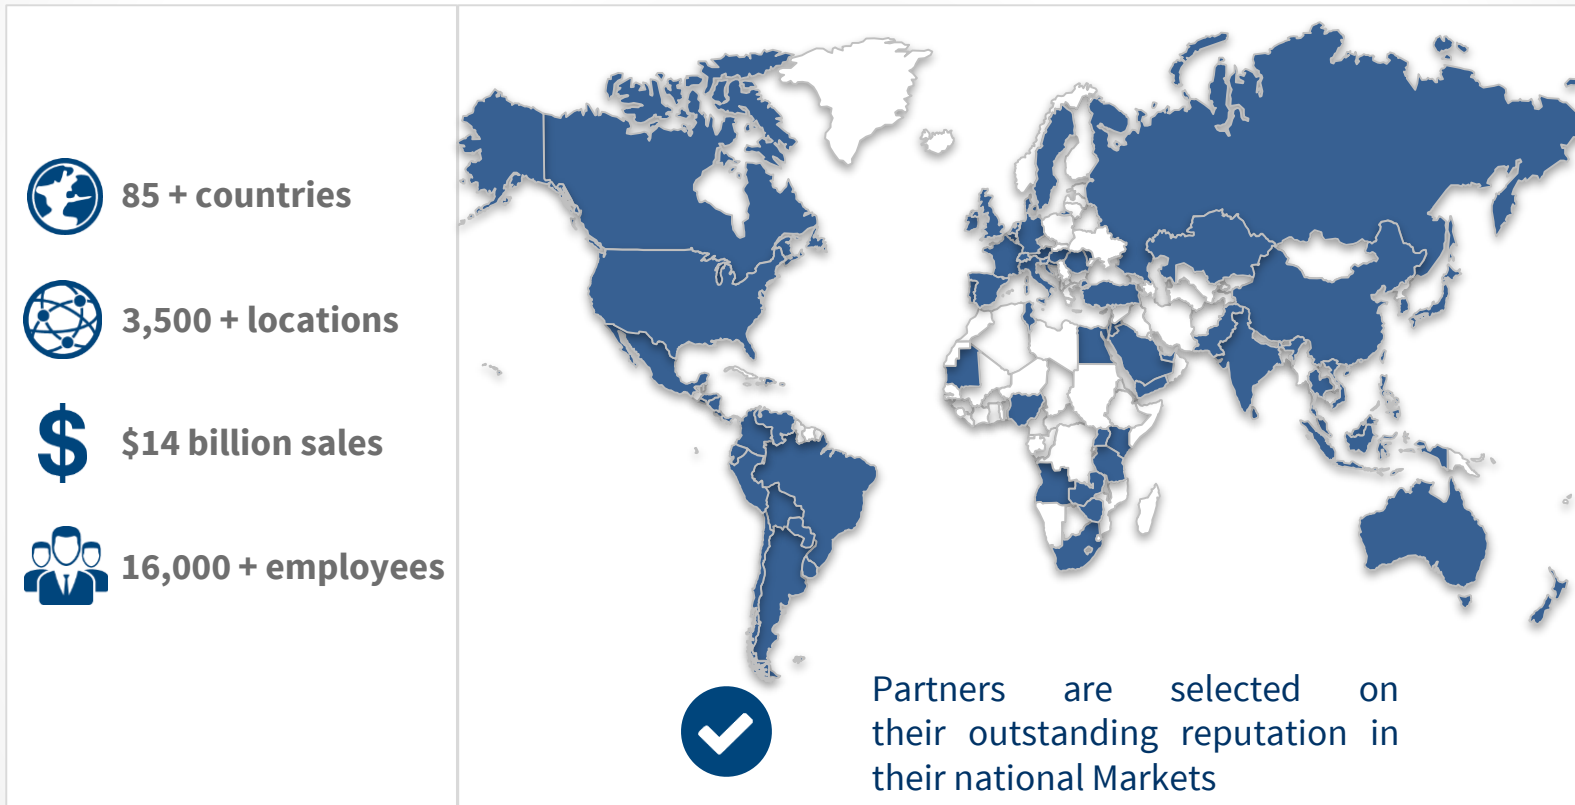 85 + countries
3,500 + locations
$14 billion sales
16,000 + employees
Partners are selected on
their outstanding reputation in
their national Markets